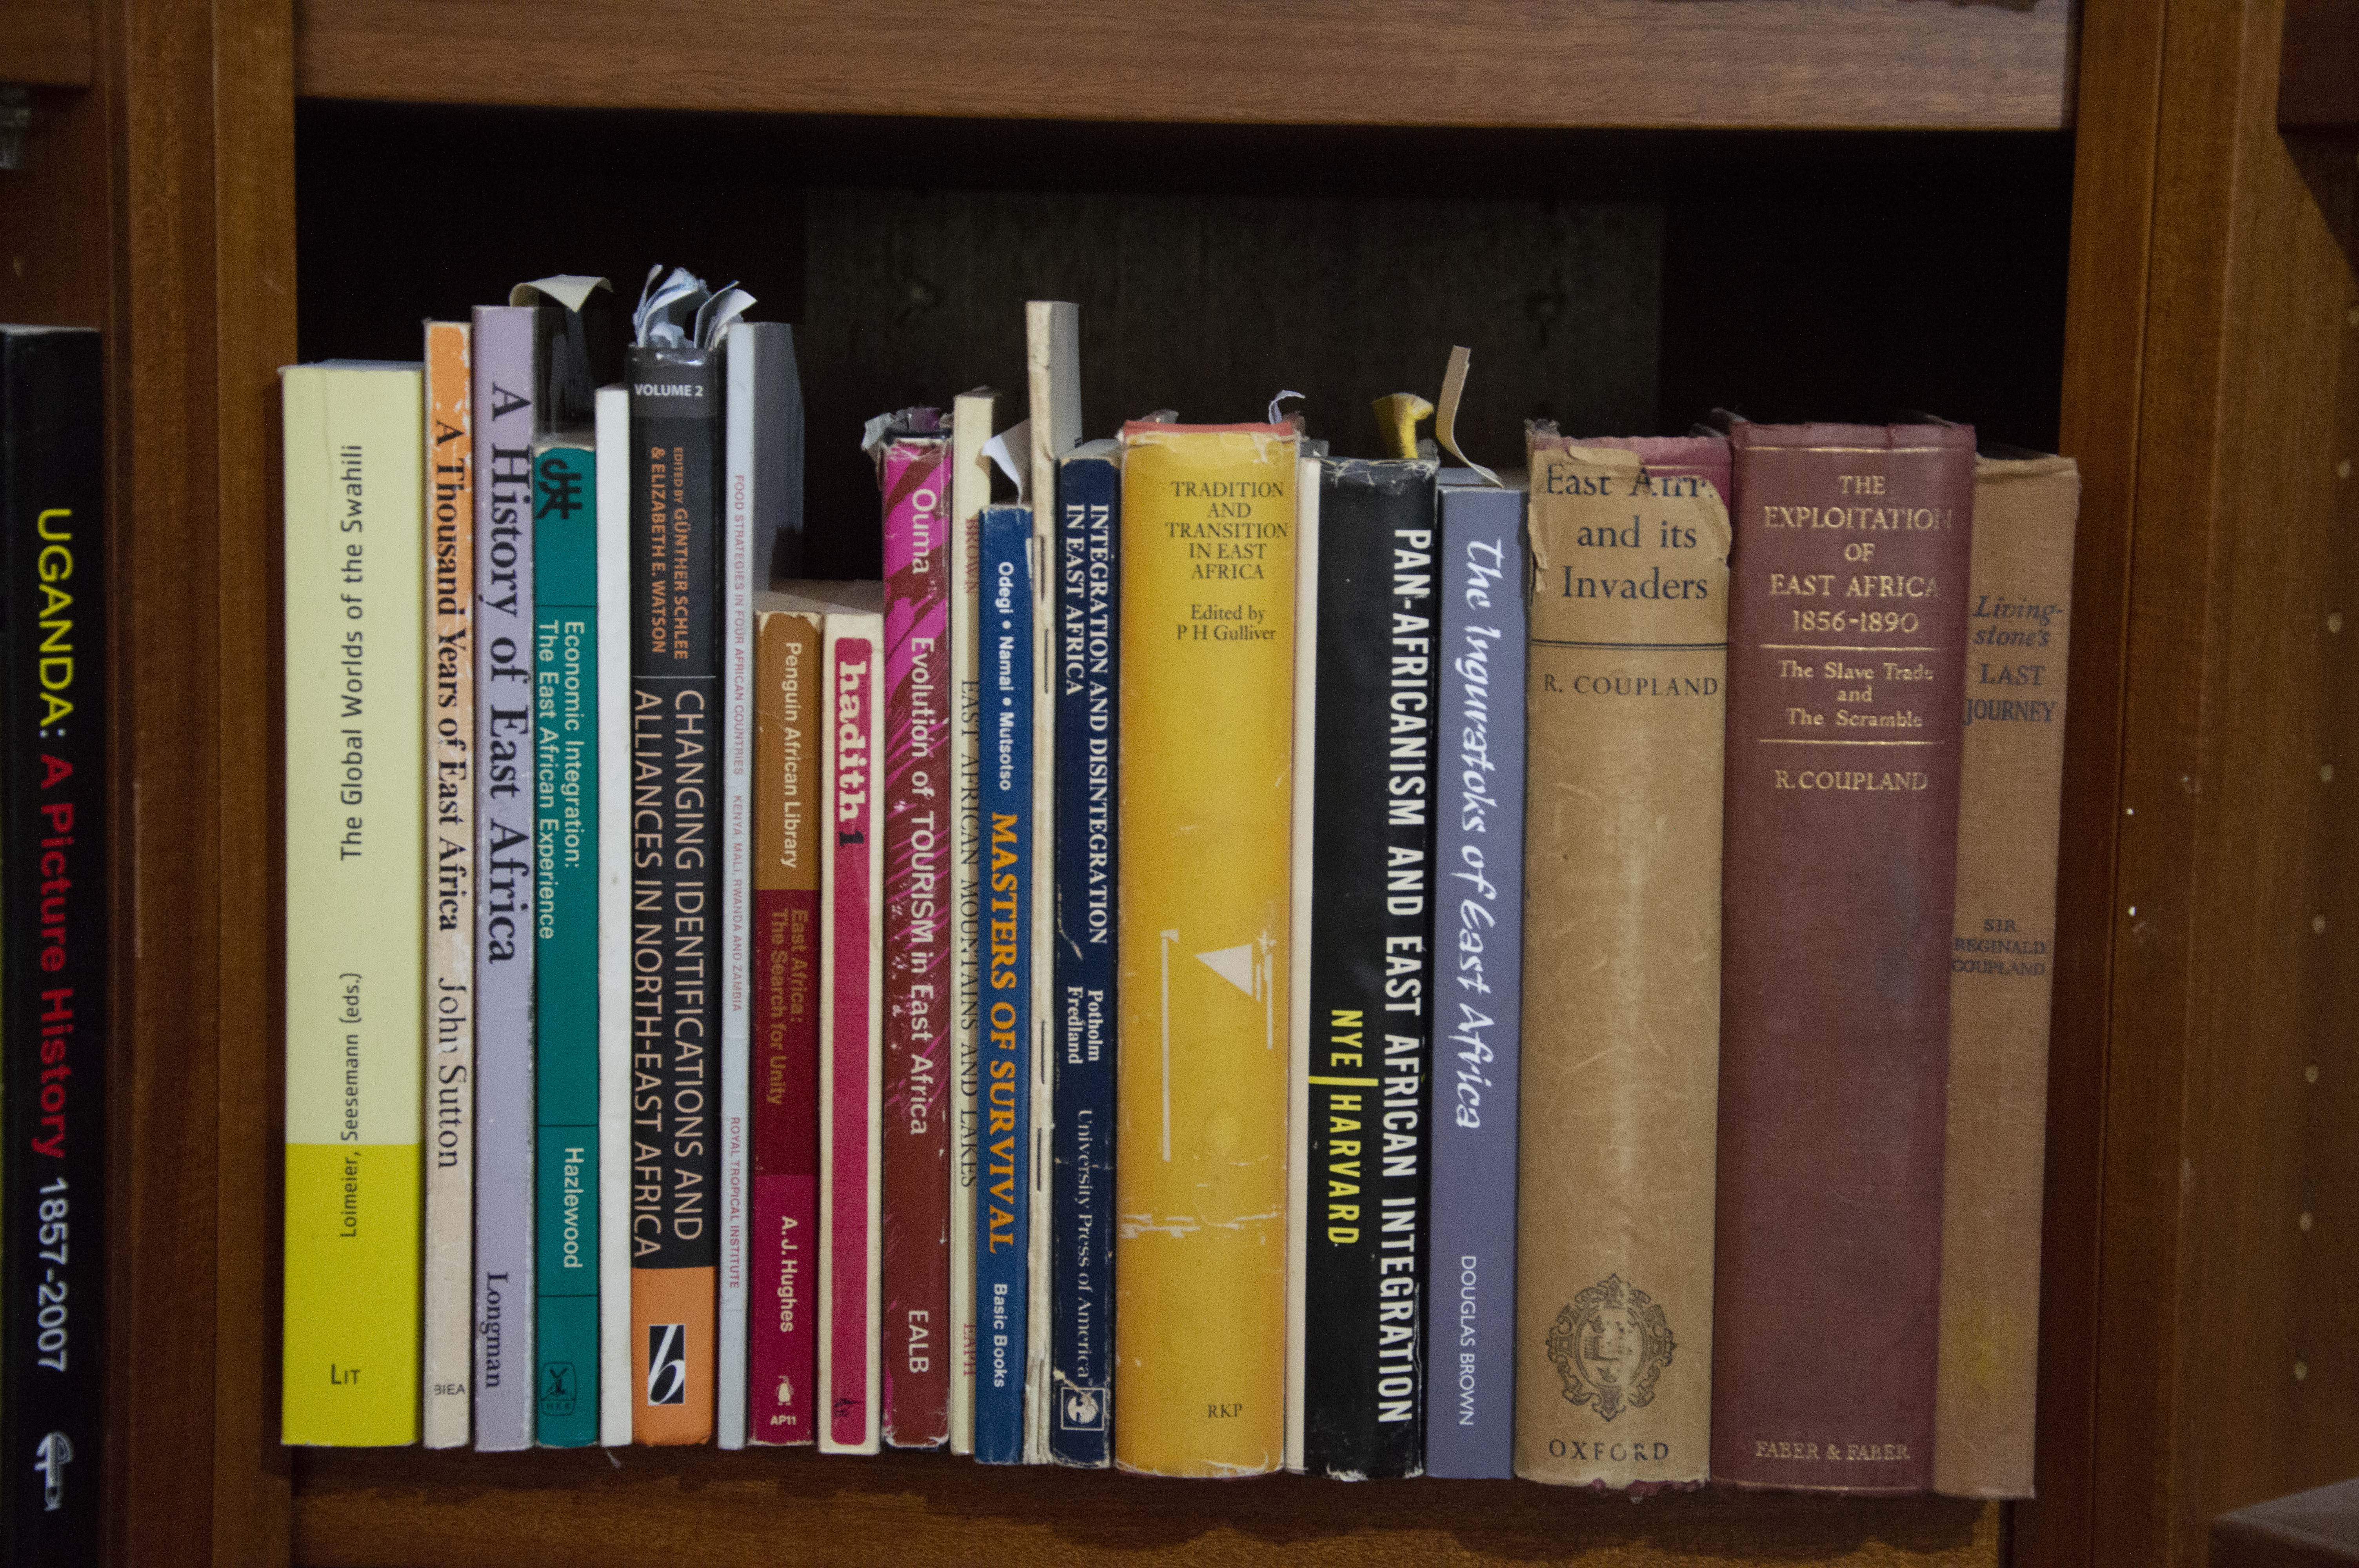 UGANDA: A Picture History 1857-2007
The Global Worlds of the Swahili
Loimeier, Seesemann (eds.)
LIT
A Thousand Years of East Africa
John Sutton
BIEA
A History of East Africa
Longman
Economic Integration:
The East African Experience
Hazlewood
HEB
VOLUME 2
EDITED BY GÜNTHER SCHLEE
& ELIZABETH E. WATSON
CHANGING IDENTIFICATIONS AND
ALLIANCES IN NORTH-EAST AFRICA
b
FOOD STRATEGIES IN FOUR AFRICAN COUNTRIES
KENYA, MALI, RWANDA AND ZAMBIA
ROYAL TROPICAL INSTITUTE
Penguin African Library
East Africa:
The Search for Unity
A.J. Hughes
AP11
hadith 1
Ouma
Evolution of TOURISM in East Africa
EALB
BROWN
EAST AFRICAN MOUNTAINS AND LAKES
EAPH
Odegi • Namai • Mutsotso
MASTERS OF SURVIVAL
Basic Books
INTEGRATION AND DISINTEGRATION
IN EAST AFRICA
Potholm
Fredland
University Press of America
TRADITION
AND
TRANSITION
IN EAST
AFRICA
Edited by
P H Gulliver
RKP
PAN-AFRICANISM AND EAST AFRICAN INTEGRATION
NYE | HARVARD
The Inquratoks of East Africa
DOUGLAS BROWN
East Afr
and its
Invaders
R. COUPLAND
OXFORD
THE
EXPLOITATION
OF
EAST AFRICA
1856-1890
The Slave Trade
and
The Scramble
R. COUPLAND
FABER & FABER
Living-
stone's
LAST
JOURNEY
SIR
REGINALD
COUPLAND